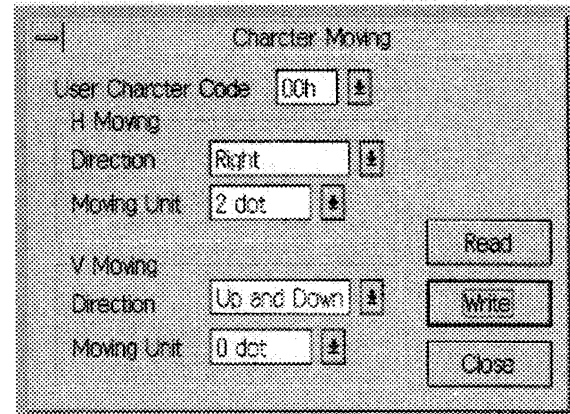 Charcter Moving
User Charcter Code 00h
H Moving
Direction Right
Moving Unit 2 dot
Read
V Moving
Direction Up and Down
Write
Moving Unit 0 dot
Close